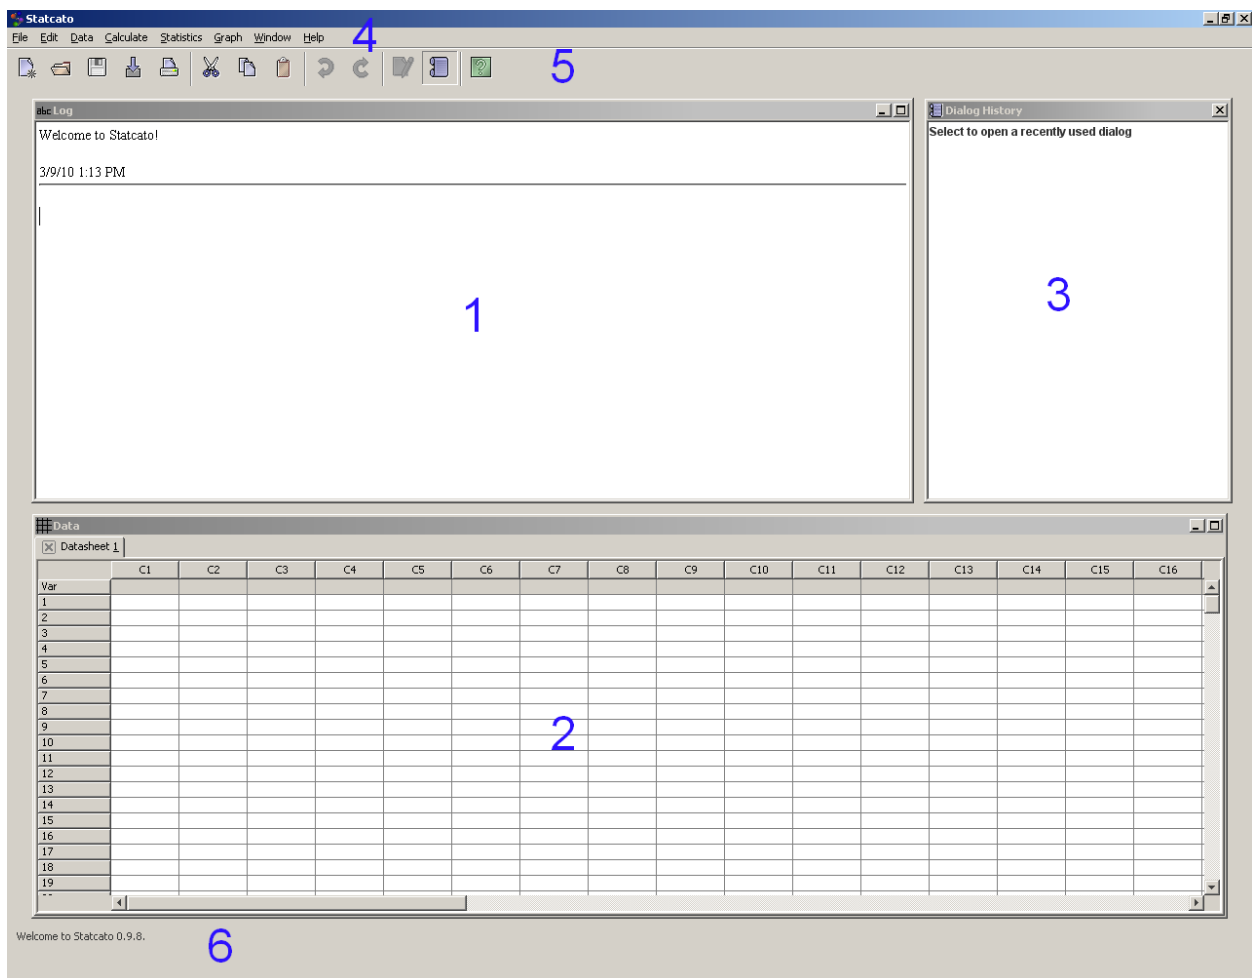 Statcato
File Edit Data Calculate Statistics Graph Window Help
4
5
abc Log
Welcome to Statcato!
3/9/10 1:13 PM
1
Dialog History
Select to open a recently used dialog
3
Data
Datasheet 1
C1 C2 C3 C4 C5 C6 C7 C8 C9 C10 C11 C12 C13 C14 C15 C16
Var
1
2
3
4
5
6
7
8
9
10
11
12
13
14
15
16
17
18
19
2
Welcome to Statcato 0.9.8.
6